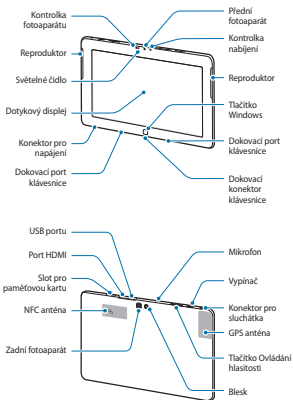 Kontrolka
fotoaparátu
Reproduktor
Světelné čidlo
Dotykový displej
Konektor pro
napájení
Dokovací port
klávesnice
Přední
fotoaparát
Kontrolka
nabíjení
Reproduktor
Tlačítko
Windows
Dokovací port
klávesnice
Dokovací
konektor
klávesnice
USB portu
Port HDMI
Slot pro
paměťovou kartu
NFC anténa
Zadní fotoaparát
Mikrofon
Vypínač
Konektor pro
sluchátka
GPS anténa
Tlačítko Ovládání
hlasitosti
Blesk